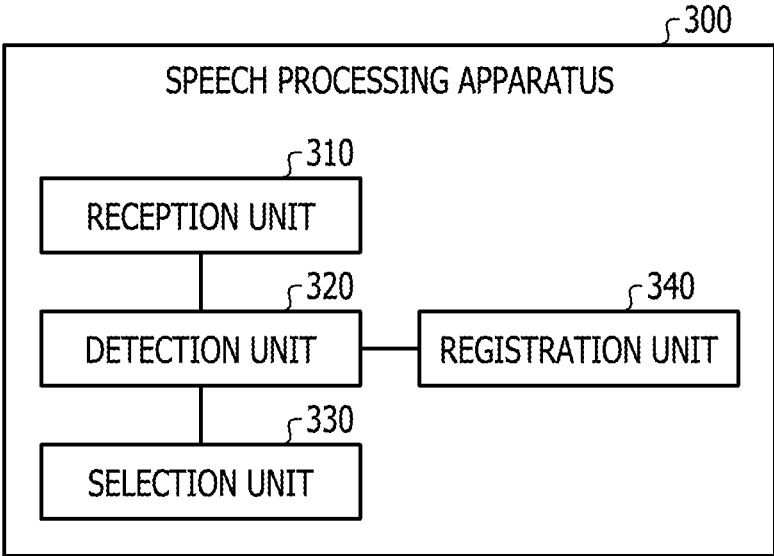 300
SPEECH PROCESSING APPARATUS
310
RECEPTION UNIT
320
DETECTION UNIT
340
REGISTRATION UNIT
330
SELECTION UNIT